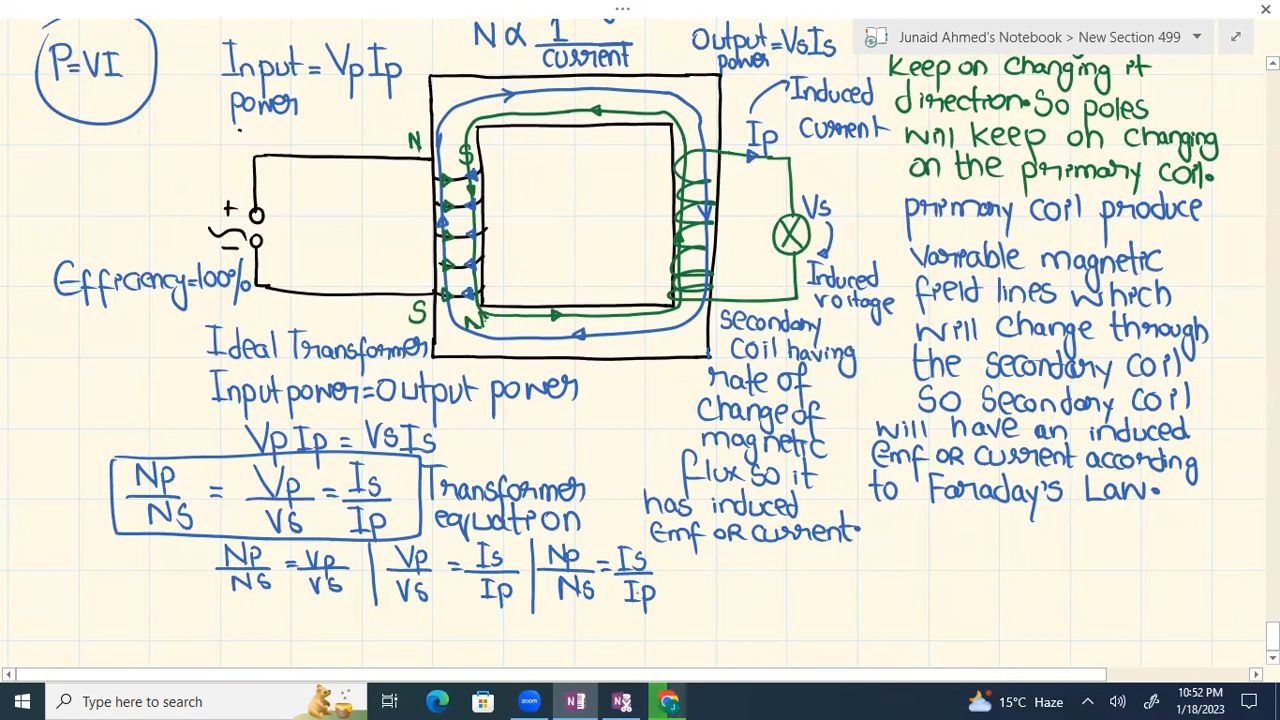 Junaid Ahmed's Notebook > New Section 499
P=VI
Input = VpIp
power
N ∝ 1
current
Output = VsIs
power
Induced
current
Ip
keep on changing it
direction. So poles
will keep on changing
on the primary coil.
primary coil produce
variable magnetic
field lines which
will change through
the secondary coil
So secondary coil
will have an induced
Emf OR current according
to Faraday's Law.
N
S
+
–
Vs
Induced
voltage
Efficiency=100%
S
N
Ideal Transformer
Input power=Output power
VpIp = VsIs
Np/Ns = Vp/Vs = Is/Ip
Transformer
equation
Np/Ns = Vp/Vs | Vp/Vs = Is/Ip | Np/Ns = Is/Ip
secondary
coil having
rate of
change of
magnetic
flux so it
has induced
Emf OR current.
Type here to search
zoom
15°C Haze
10:52 PM
1/18/2023